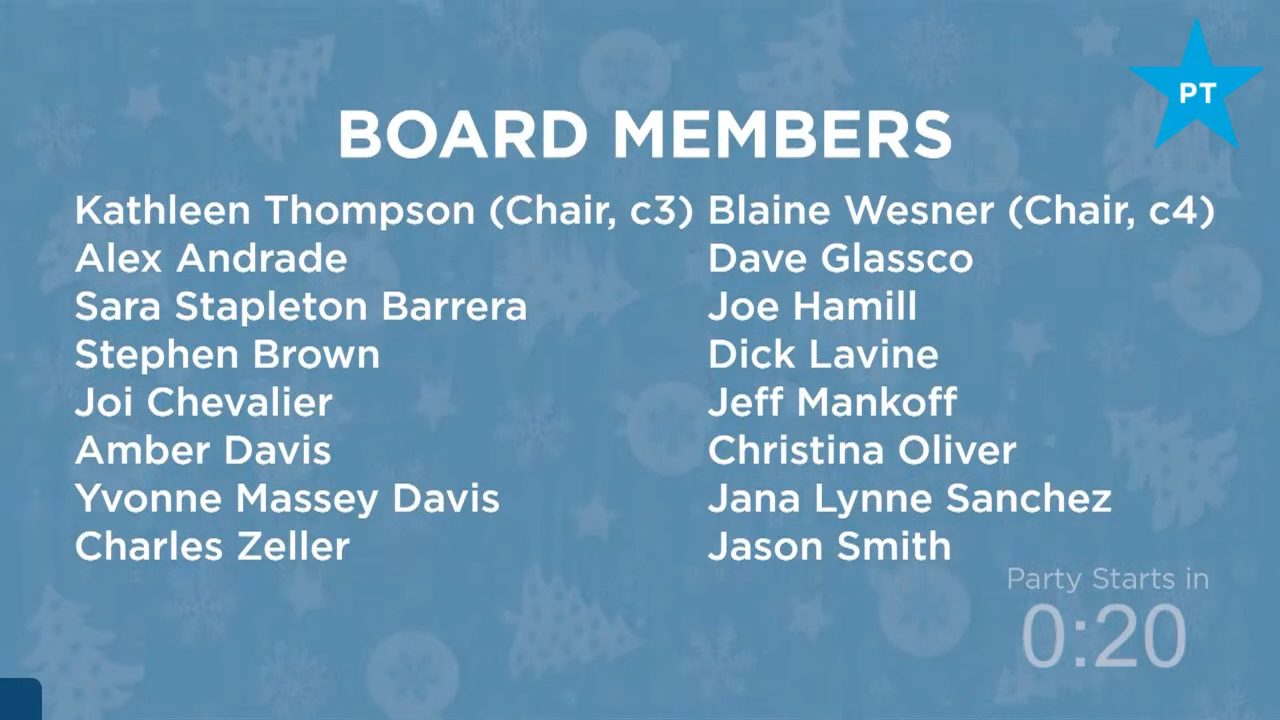 PT
BOARD MEMBERS
Kathleen Thompson (Chair, c3)
Alex Andrade
Sara Stapleton Barrera
Stephen Brown
Joi Chevalier
Amber Davis
Yvonne Massey Davis
Charles Zeller
Blaine Wesner (Chair, c4)
Dave Glassco
Joe Hamill
Dick Lavine
Jeff Mankoff
Christina Oliver
Jana Lynne Sanchez
Jason Smith
Party Starts in
0:20